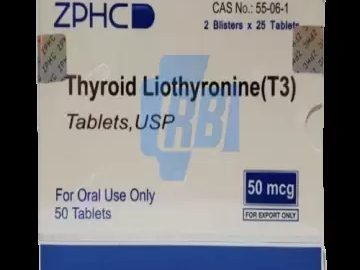 ZPHC
CAS No.: 55-06-1
2 Blisters x 25 Tablets
Thyroid Liothyronine(T3)
Tablets,USP
RBI
For Oral Use Only
50 Tablets
50 mcg
FOR EXPORT ONLY